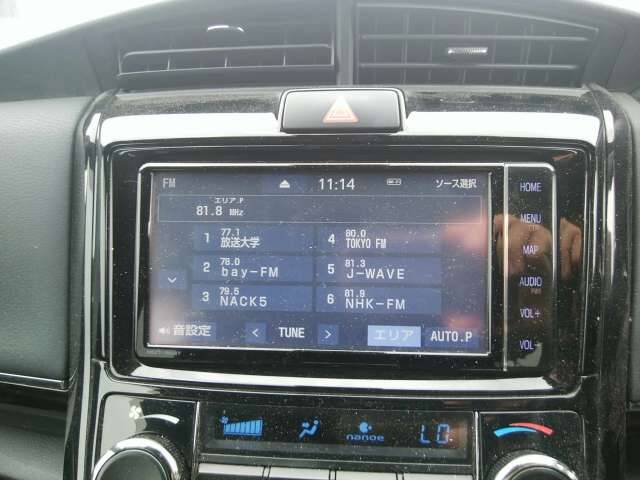 FM 11:14 ソース選択
エリア.P
81.8 MHz
77.1
1 放送大学
78.0
2 bay-FM
79.5
3 NACK5
80.0
4 TOKYO FM
81.3
5 J-WAVE
81.9
6 NHK-FM
音設定 < TUNE > エリア AUTO.P
HOME
MENU
MAP
AUDIO
VOL+
VOL-
nanoe LO